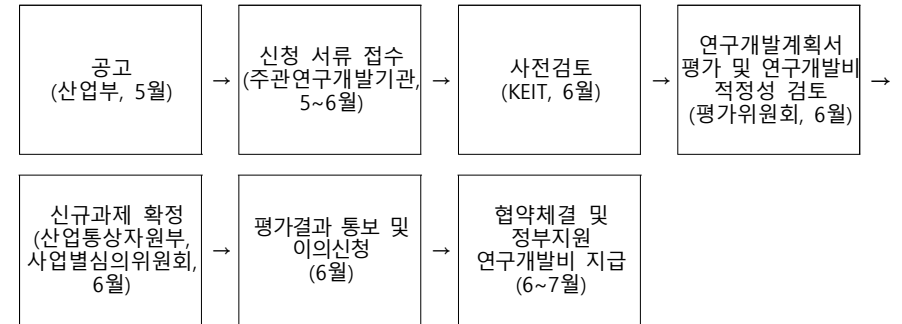 공고
(산업부, 5월)
→
신청 서류 접수
(주관연구개발기관,
5~6월)
→
사전검토
(KEIT, 6월)
→
연구개발계획서
평가 및 연구개발비
적정성 검토
(평가위원회, 6월)
→
신규과제 확정
(산업통상자원부,
사업별심의위원회,
6월)
→
평가결과 통보 및
이의신청
(6월)
→
협약체결 및
정부지원
연구개발비 지급
(6~7월)